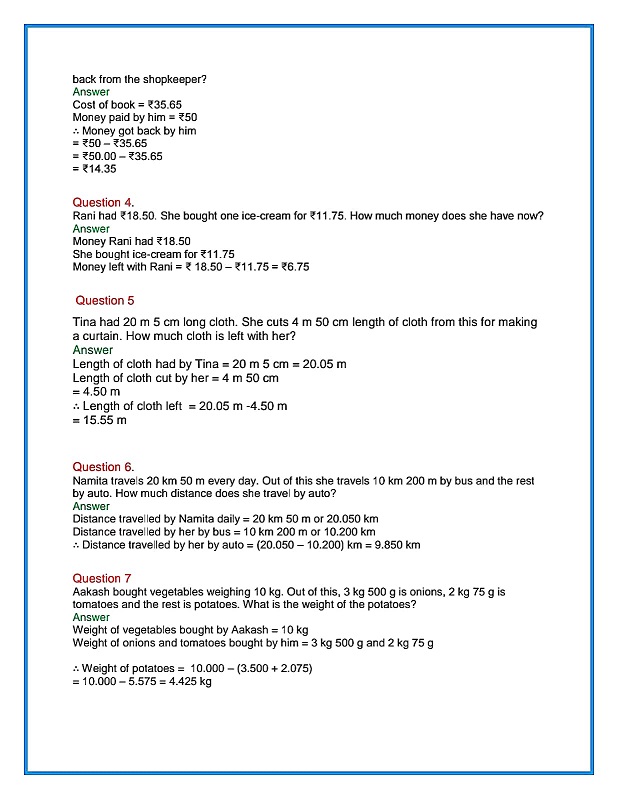 back from the shopkeeper?
Answer
Cost of book = ₹35.65
Money paid by him = ₹50
∴ Money got back by him
= ₹50 – ₹35.65
= ₹50.00 – ₹35.65
= ₹14.35
Question 4.
Rani had ₹18.50. She bought one ice-cream for ₹11.75. How much money does she have now?
Answer
Money Rani had ₹18.50
She bought ice-cream for ₹11.75
Money left with Rani = ₹ 18.50 – ₹11.75 = ₹6.75
Question 5
Tina had 20 m 5 cm long cloth. She cuts 4 m 50 cm length of cloth from this for making
a curtain. How much cloth is left with her?
Answer
Length of cloth had by Tina = 20 m 5 cm = 20.05 m
Length of cloth cut by her = 4 m 50 cm
= 4.50 m
∴ Length of cloth left = 20.05 m -4.50 m
= 15.55 m
Question 6.
Namita travels 20 km 50 m every day. Out of this she travels 10 km 200 m by bus and the rest
by auto. How much distance does she travel by auto?
Answer
Distance travelled by Namita daily = 20 km 50 m or 20.050 km
Distance travelled by her by bus = 10 km 200 m or 10.200 km
∴ Distance travelled by her by auto = (20.050 – 10.200) km = 9.850 km
Question 7
Aakash bought vegetables weighing 10 kg. Out of this, 3 kg 500 g is onions, 2 kg 75 g is
tomatoes and the rest is potatoes. What is the weight of the potatoes?
Answer
Weight of vegetables bought by Aakash = 10 kg
Weight of onions and tomatoes bought by him = 3 kg 500 g and 2 kg 75 g
∴ Weight of potatoes = 10.000 – (3.500 + 2.075)
= 10.000 – 5.575 = 4.425 kg